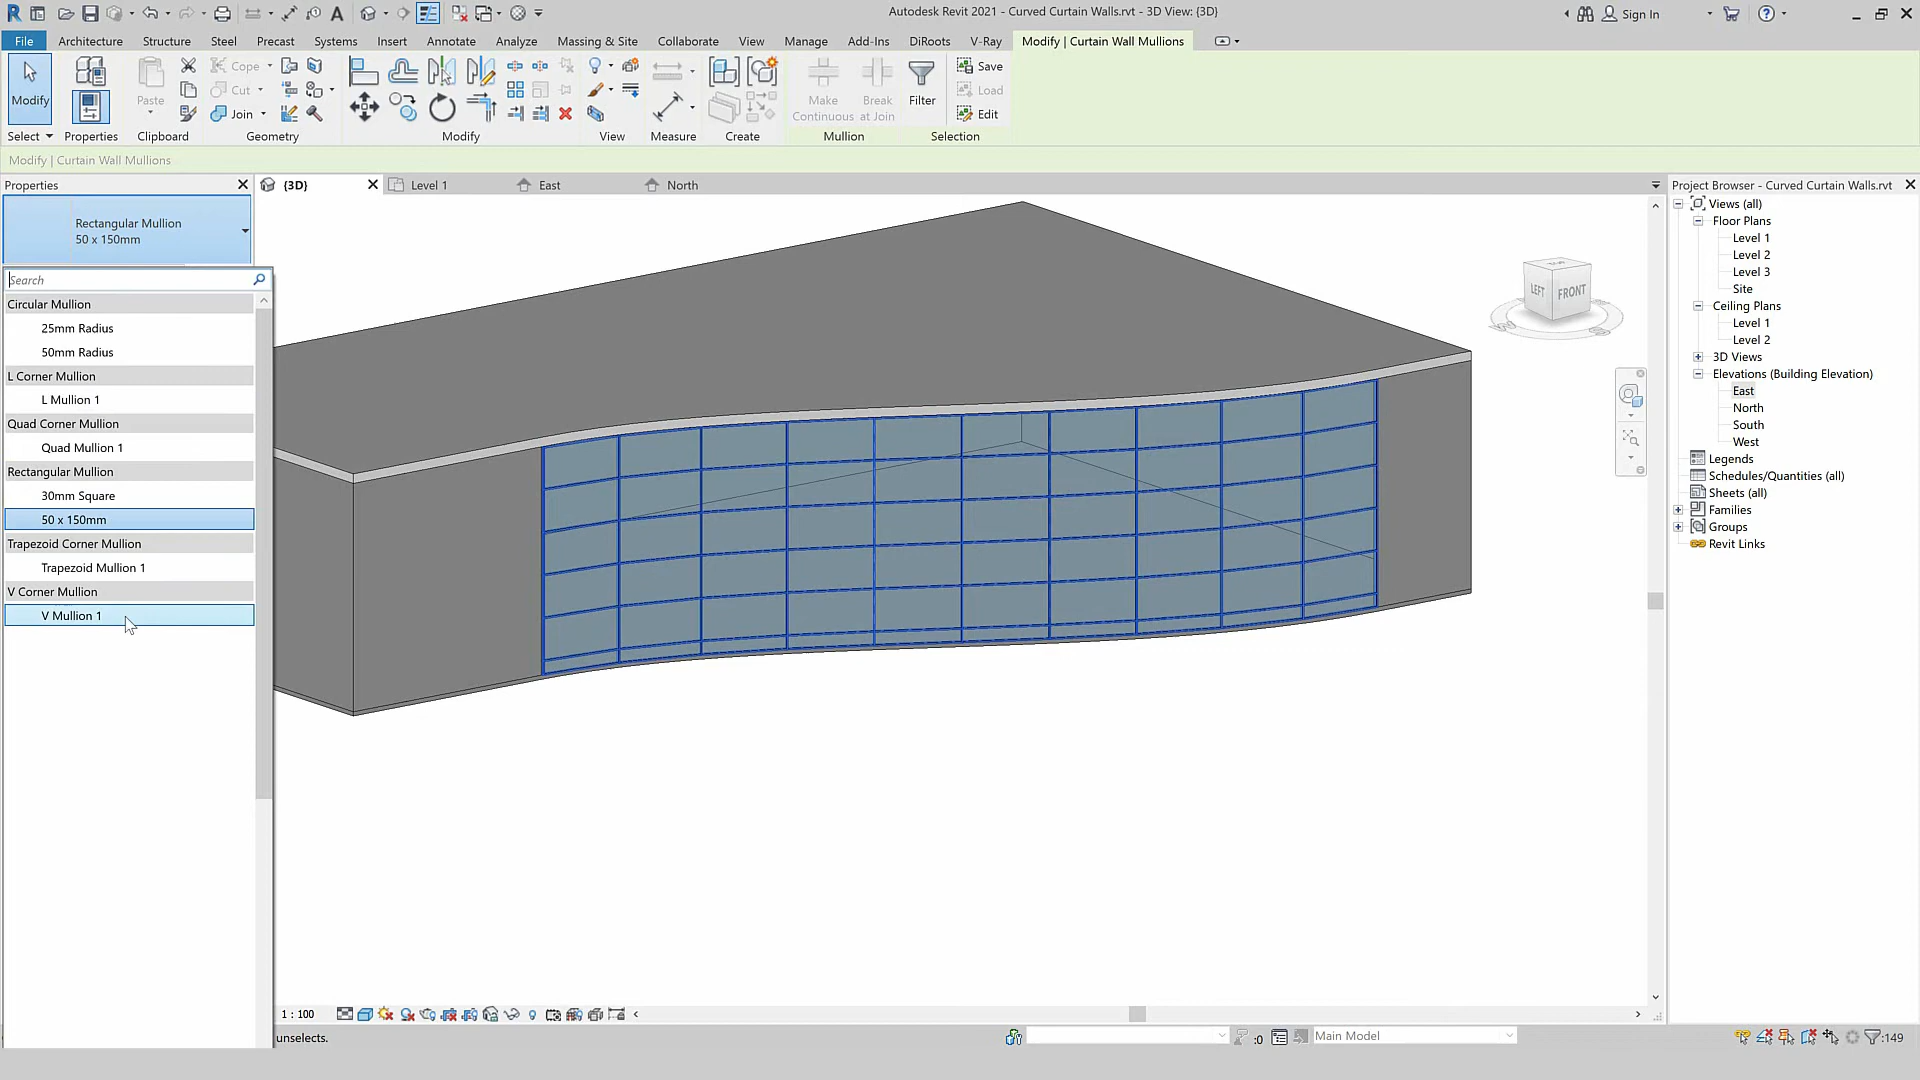 Autodesk Revit 2021 - Curved Curtain Walls.rvt - 3D View: {3D}
Sign In
File Architecture Structure Steel Precast Systems Insert Annotate Analyze Massing & Site Collaborate View Manage Add-Ins DiRoots V-Ray Modify | Curtain Wall Mullions
Modify
Paste
Cope
Cut
Join
Make Continuous
Break at Join
Filter
Save
Load
Edit
Select Properties Clipboard Geometry Modify View Measure Create Mullion Selection
Modify | Curtain Wall Mullions
Properties
{3D}
Level 1
East
North
Project Browser - Curved Curtain Walls.rvt
Rectangular Mullion
50 x 150mm
Search
Circular Mullion
25mm Radius
50mm Radius
L Corner Mullion
L Mullion 1
Quad Corner Mullion
Quad Mullion 1
Rectangular Mullion
30mm Square
50 x 150mm
Trapezoid Corner Mullion
Trapezoid Mullion 1
V Corner Mullion
V Mullion 1
TOP
LEFT
FRONT
Views (all)
Floor Plans
Level 1
Level 2
Level 3
Site
Ceiling Plans
Level 1
Level 2
3D Views
Elevations (Building Elevation)
East
North
South
West
Legends
Schedules/Quantities (all)
Sheets (all)
Families
Groups
Revit Links
1 : 100
unselects.
:0
Main Model
:149